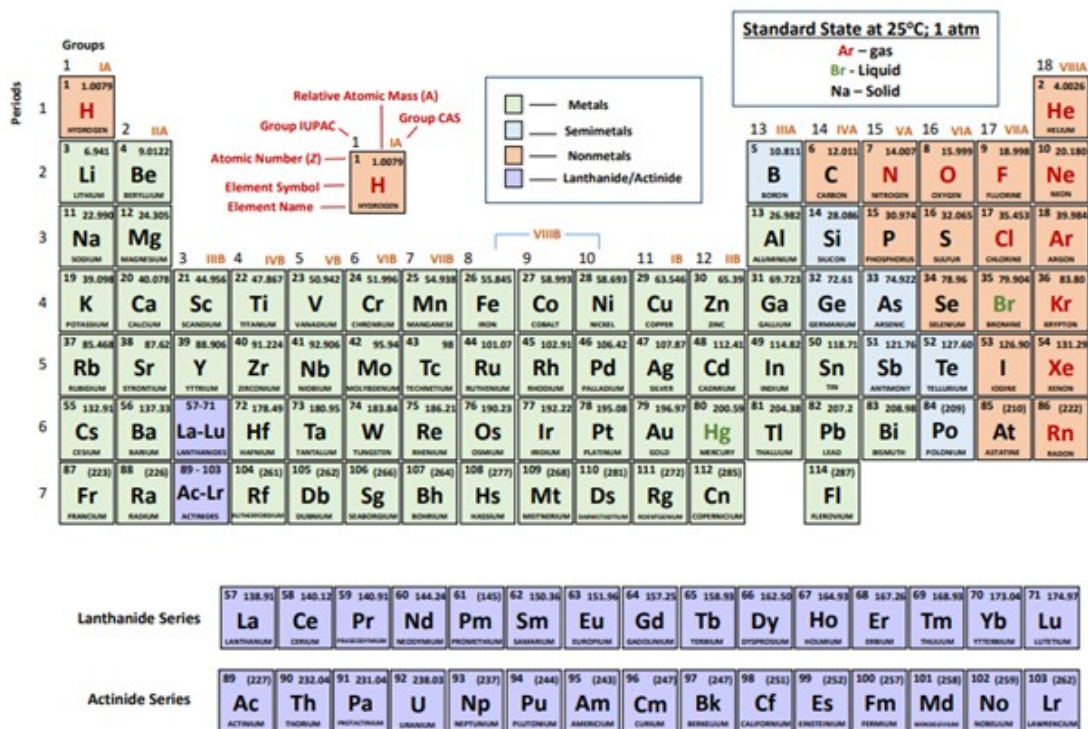 Groups
Standard State at 25°C; 1 atm
Ar – gas
Br - Liquid
Na – Solid
Periods
1 IA
18 VIIIA
Relative Atomic Mass (A)
Group IUPAC
Group CAS
1 IA
Atomic Number (Z)
Element Symbol
Element Name
1 1.0079
H
HYDROGEN
Metals
Semimetals
Nonmetals
Lanthanide/Actinide
1
1 1.0079 2 4.0026
H He
HYDROGEN HELIUM
2 IIA 13 IIIA 14 IVA 15 VA 16 VIA 17 VIIA
2
3 6.941 4 9.0122 5 10.811 6 12.011 7 14.007 8 15.999 9 18.998 10 20.180
Li Be B C N O F Ne
LITHIUM BERYLLIUM BORON CARBON NITROGEN OXYGEN FLUORINE NEON
3
11 22.990 12 24.305 13 26.982 14 28.086 15 30.974 16 32.065 17 35.453 18 39.984
Na Mg Al Si P S Cl Ar
SODIUM MAGNESIUM ALUMINIUM SILICON PHOSPHORUS SULFUR CHLORINE ARGON
VIIIB
3 IIIB 4 IVB 5 VB 6 VIB 7 VIIB 8 9 10 11 IB 12 IIB
4
19 39.098 20 40.078 21 44.956 22 47.867 23 50.942 24 51.996 25 54.938 26 55.845 27 58.993 28 58.693 29 63.546 30 65.39 31 69.723 32 72.61 33 74.922 34 78.96 35 79.904 36 83.80
K Ca Sc Ti V Cr Mn Fe Co Ni Cu Zn Ga Ge As Se Br Kr
POTASSIUM CALCIUM SCANDIUM TITANIUM VANADIUM CHROMIUM MANGANESE IRON COBALT NICKEL COPPER ZINC GALLIUM GERMANIUM ARSENIC SELENIUM BROMINE KRYPTON
5
37 85.468 38 87.62 39 88.906 40 91.224 41 92.906 42 95.94 43 98 44 101.07 45 102.91 46 106.42 47 107.87 48 112.41 49 114.82 50 118.71 51 121.76 52 127.60 53 126.90 54 131.29
Rb Sr Y Zr Nb Mo Tc Ru Rh Pd Ag Cd In Sn Sb Te I Xe
RUBIDIUM STRONTIUM YTTRIUM ZIRCONIUM NIOBIUM MOLYBDENUM TECHNETIUM RUTHENIUM RHODIUM PALLADIUM SILVER CADMIUM INDIUM TIN ANTIMONY TELLURIUM IODINE XENON
6
55 132.91 56 137.33 57-71 72 178.49 73 180.95 74 183.84 75 186.21 76 190.23 77 192.22 78 195.08 79 196.97 80 200.59 81 204.38 82 207.2 83 208.98 84 (209) 85 (210) 86 (222)
Cs Ba La-Lu Hf Ta W Re Os Ir Pt Au Hg Tl Pb Bi Po At Rn
CESIUM BARIUM LANTHANIDES HAFNIUM TANTALUM TUNGSTEN RHENIUM OSMIUM IRIDIUM PLATINUM GOLD MERCURY THALLIUM LEAD BISMUTH POLONIUM ASTATINE RADON
7
87 (223) 88 (226) 89 - 103 104 (261) 105 (262) 106 (266) 107 (264) 108 (277) 109 (268) 110 (281) 111 (272) 112 (285) 114 (287)
Fr Ra Ac-Lr Rf Db Sg Bh Hs Mt Ds Rg Cn Fl
FRANCIUM RADIUM ACTINIDES DUBNIUM SEABORGIUM BOHRIUM HASSIUM MEITNERIUM ROENTGENIUM COPERNICIUM FLEROVIUM
Lanthanide Series
57 138.91 58 140.12 59 140.91 60 144.24 61 (145) 62 150.36 63 151.96 64 157.25 65 158.93 66 162.50 67 164.93 68 167.26 69 168.93 70 173.04 71 174.97
La Ce Pr Nd Pm Sm Eu Gd Tb Dy Ho Er Tm Yb Lu
LANTHANUM CERIUM NEODYMIUM PROMETHIUM SAMARIUM EUROPIUM GADOLINIUM TERBIUM DYSPROSIUM HOLMIUM ERBIUM THULIUM YTTERBIUM LUTETIUM
Actinide Series
89 (227) 90 232.04 91 231.04 92 238.03 93 (237) 94 (244) 95 (243) 96 (247) 97 (247) 98 (251) 99 (252) 100 (257) 101 (258) 102 (259) 103 (262)
Ac Th Pa U Np Pu Am Cm Bk Cf Es Fm Md No Lr
ACTINIUM THORIUM PROTACTINIUM URANIUM NEPTUNIUM PLUTONIUM AMERICIUM CURIUM BERKELIUM CALIFORNIUM EINSTEINIUM FERMIUM NOBELIUM LAWRENCIUM